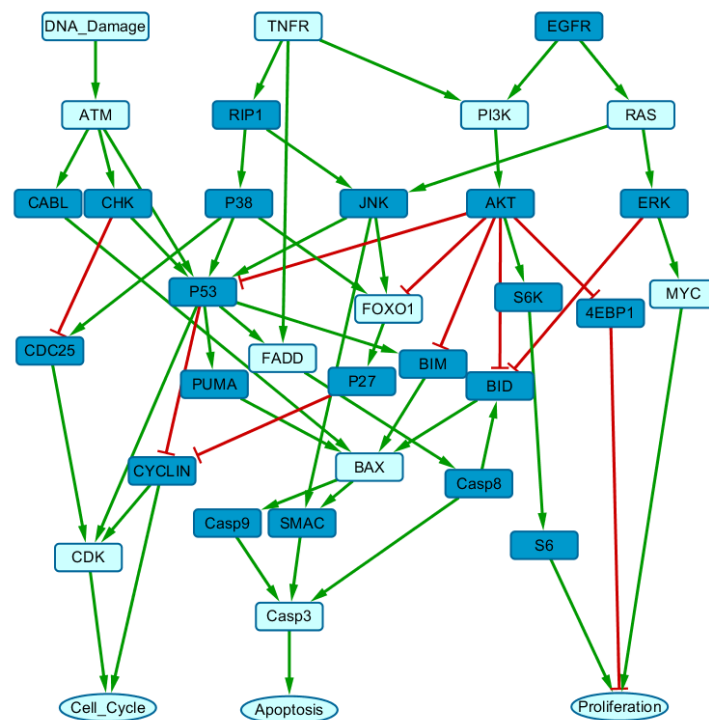 DNA_Damage
TNFR
EGFR
ATM
RIP1
PI3K
RAS
CABL
CHK
P38
JNK
AKT
ERK
P53
FOXO1
S6K
MYC
4EBP1
CDC25
FADD
PUMA
P27
BIM
BID
CYCLIN
BAX
Casp8
Casp9
SMAC
S6
CDK
Casp3
Cell_Cycle
Apoptosis
Proliferation